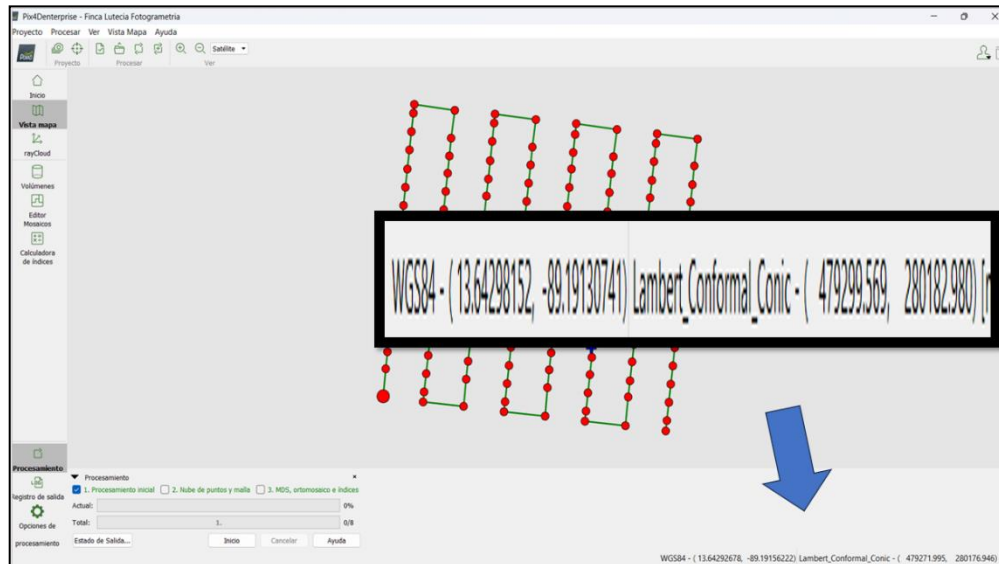 Pix4Denterprise - Finca Lutecia Fotogrametria
Proyecto Procesar Ver Vista Mapa Ayuda
Satélite
Proyecto Procesar Ver
Inicio
Vista mapa
rayCloud
Volúmenes
Editor
Mosaicos
Calculadora
de índices
WGS84 - ( 13.64298152, -89.19130741) Lambert_Conformal_Conic - ( 479299.569, 280182.980) [m
Procesamiento
Registro de salida
Opciones de
procesamiento
Procesamiento
1. Procesamiento inicial 2. Nube de puntos y malla 3. MDS, ortomosaico e índices
Actual: 0%
Total: 1. 0/8
Estado de Salida... Inicio Cancelar Ayuda
WGS84 - ( 13.64292678, -89.19156222) Lambert_Conformal_Conic - ( 479271.995, 280176.946)